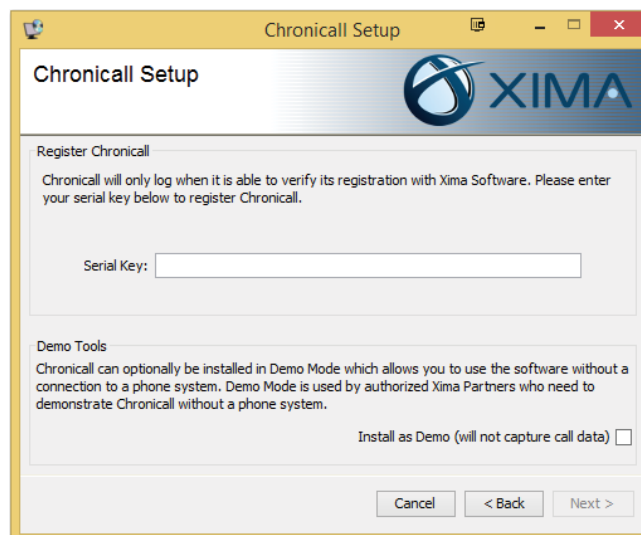 Chronicall Setup
Chronicall Setup
XIMA
Register Chronicall
Chronicall will only log when it is able to verify its registration with Xima Software. Please enter
your serial key below to register Chronicall.
Serial Key:
Demo Tools
Chronicall can optionally be installed in Demo Mode which allows you to use the software without a
connection to a phone system. Demo Mode is used by authorized Xima Partners who need to
demonstrate Chronicall without a phone system.
Install as Demo (will not capture call data)
Cancel
< Back
Next >